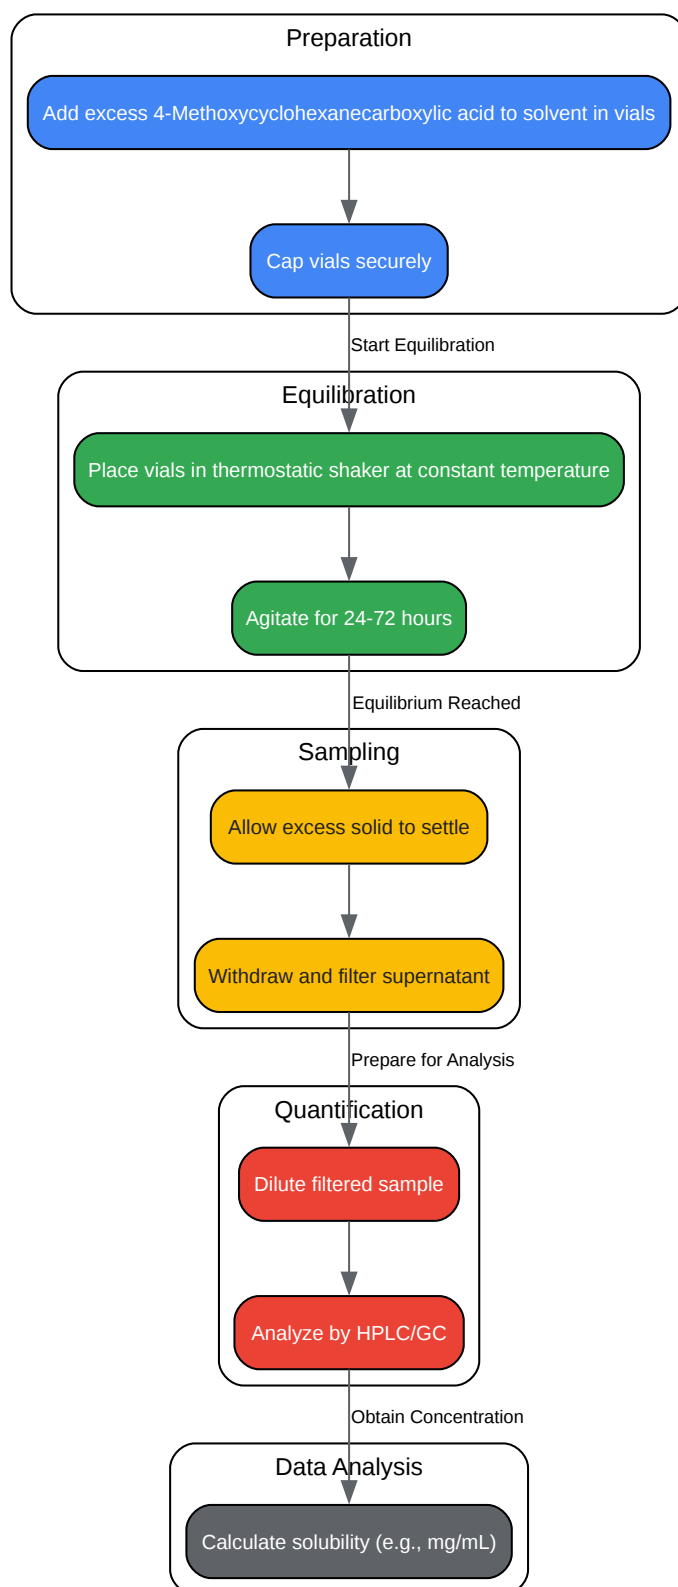 Preparation
Add excess 4-Methoxycyclohexanecarboxylic acid to solvent in vials
Cap vials securely
Start Equilibration
Equilibration
Place vials in thermostatic shaker at constant temperature
Agitate for 24-72 hours
Equilibrium Reached
Sampling
Allow excess solid to settle
Withdraw and filter supernatant
Prepare for Analysis
Quantification
Dilute filtered sample
Analyze by HPLC/GC
Obtain Concentration
Data Analysis
Calculate solubility (e.g., mg/mL)